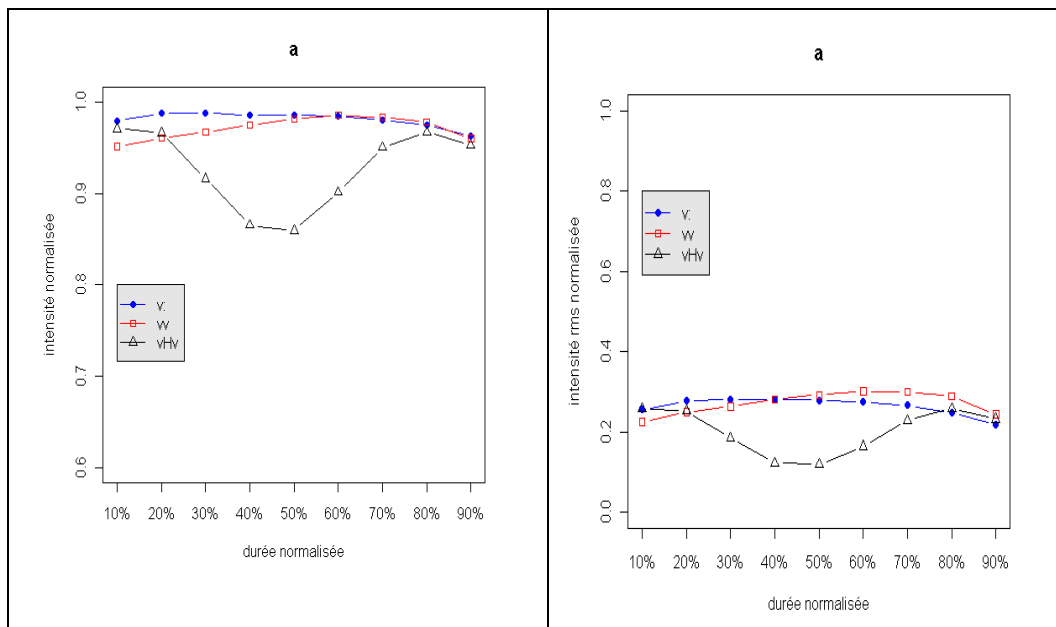 a
intensité normalisée
1.0
0.9
0.8
0.7
0.6
v:
vv
vHv
10% 20% 30% 40% 50% 60% 70% 80% 90%
durée normalisée
a
intensité rms normalisée
1.0
0.8
0.6
0.4
0.2
0.0
v:
vv
vHv
10% 20% 30% 40% 50% 60% 70% 80% 90%
durée normalisée